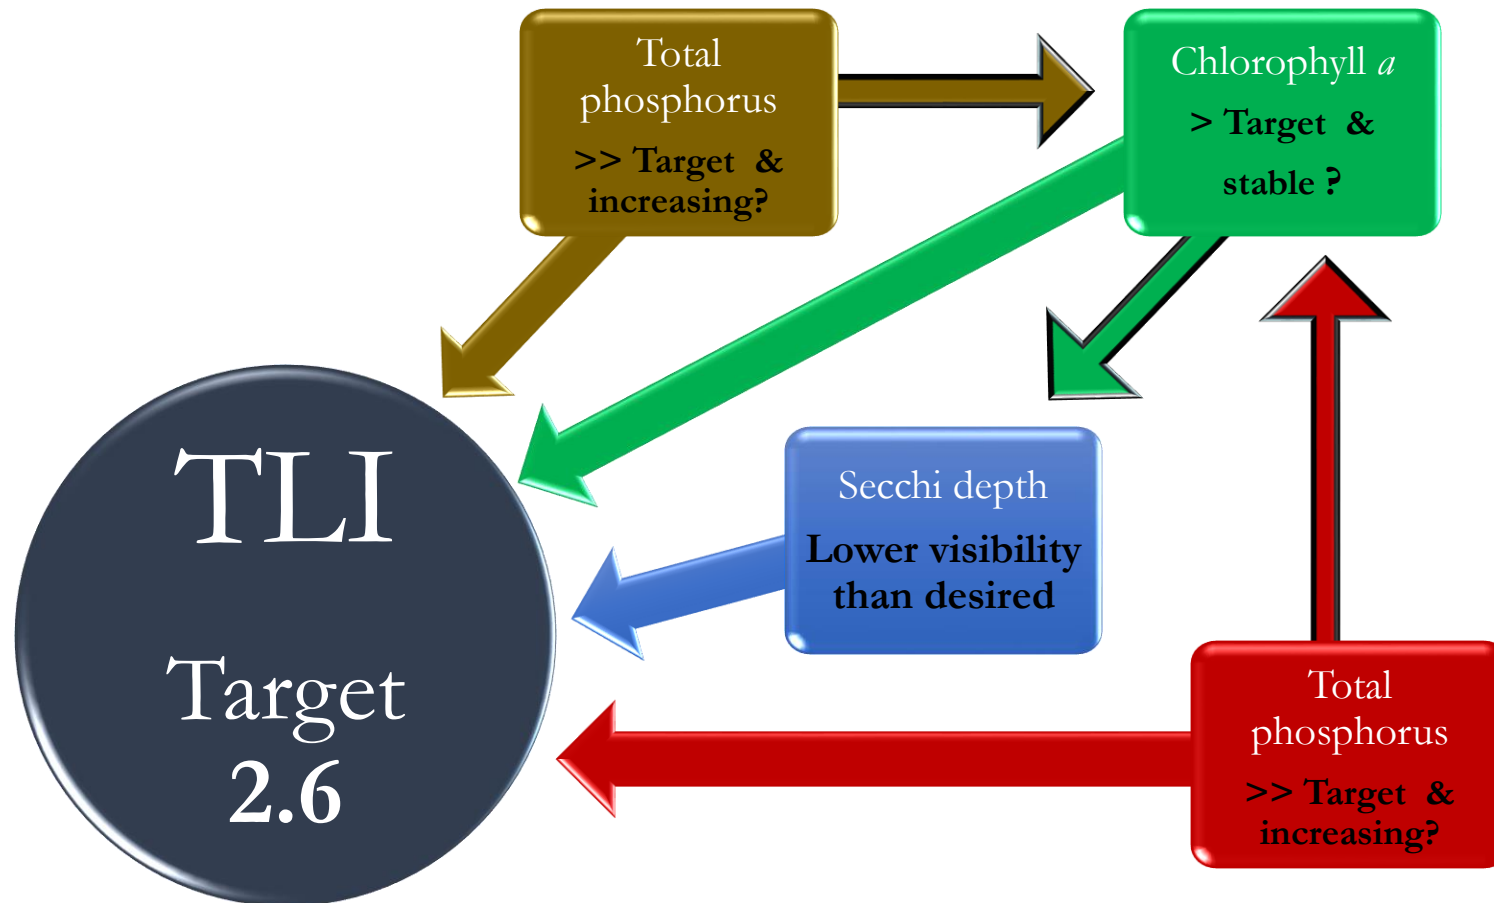 Total
phosphorus
>> Target &
increasing?
Chlorophyll a
> Target &
stable ?
TLI
Target
2.6
Secchi depth
Lower visibility
than desired
Total
phosphorus
>> Target &
increasing?